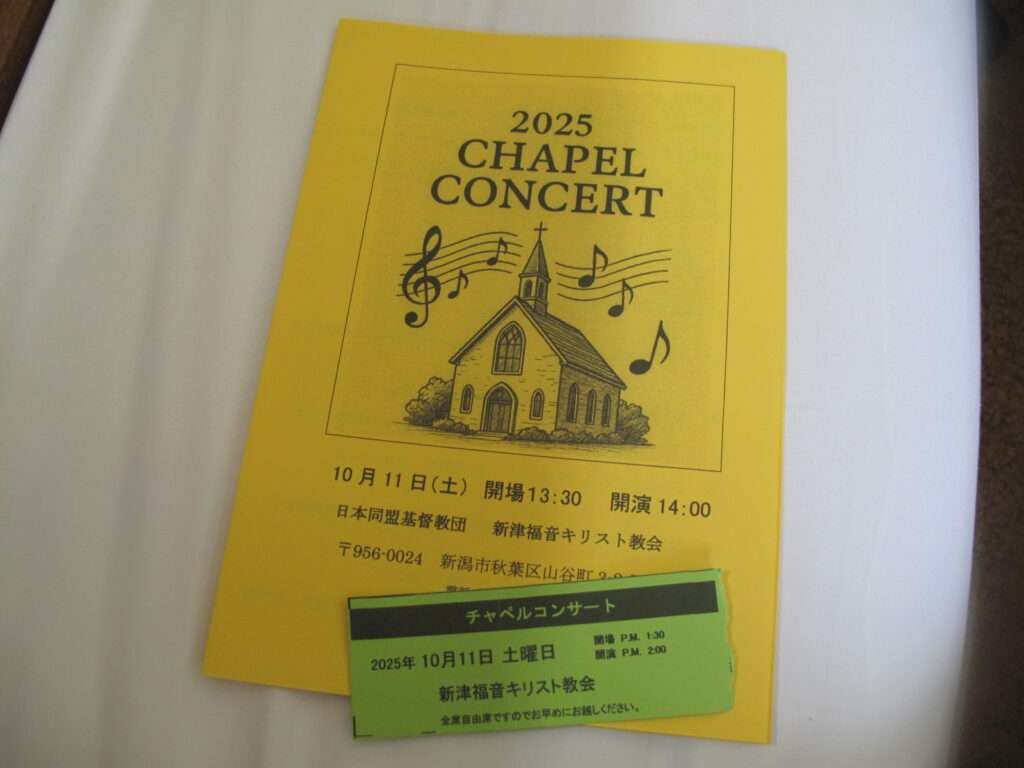 2025
CHAPEL
CONCERT
10月11日(土) 開場13:30 開演14:00
日本同盟基督教団 新津福音キリスト教会
〒956-0024 新潟市秋葉区山谷町
チャペルコンサート
2025年 10月11日 土曜日
開場 P.M. 1:30
開演 P.M. 2:00
新津福音キリスト教会
全席自由席ですのでお早めにお越しください。